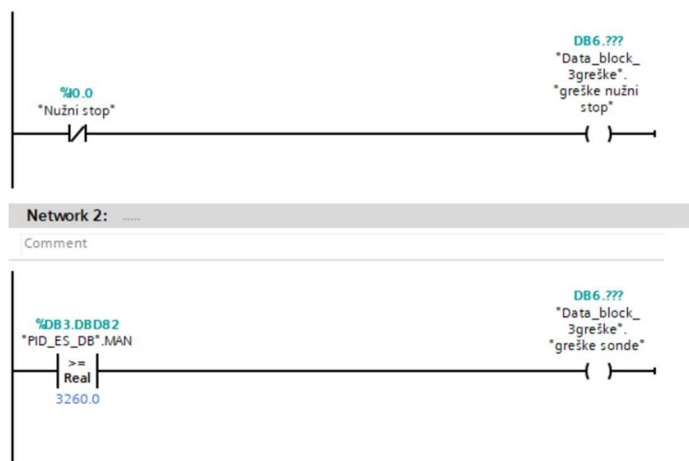 DB6.???
"Data_block_
3greške".
"greške nužni
stop"
%I0.0
"Nužni stop"
Network 2: .....
Comment
DB6.???
"Data_block_
3greške".
"greške sonde"
%DB3.DBD82
"PID_ES_DB".MAN
>=
Real
3260.0